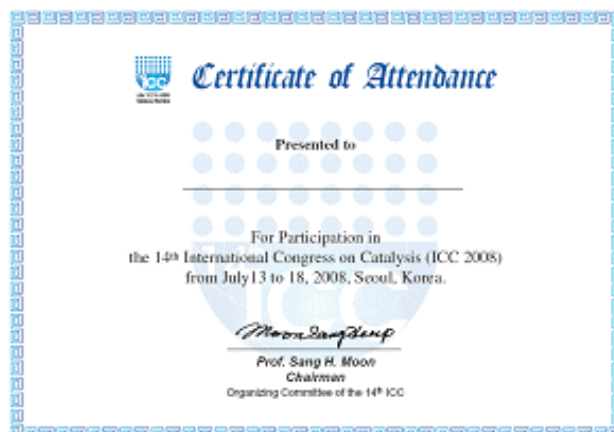 icc
Certificate of Attendance
Presented to
For Participation in
the 14th International Congress on Catalysis (ICC 2008)
from July13 to 18, 2008, Seoul, Korea.
Prof. Sang H. Moon
Chairman
Organizing Committee of the 14th ICC